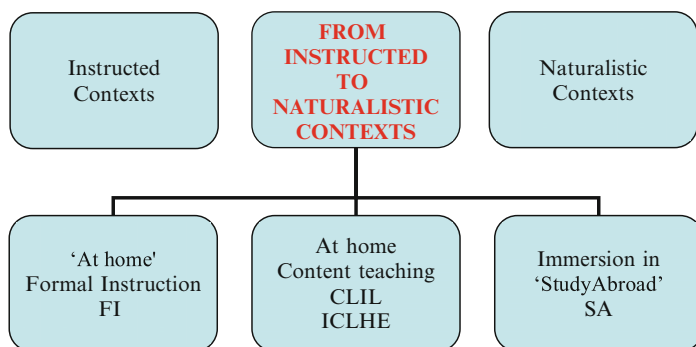 Instructed
Contexts
FROM
INSTRUCTED
TO
NATURALISTIC
CONTEXTS
Naturalistic
Contexts
‘At home'
Formal Instruction
FI
At home
Content teaching
CLIL
ICLHE
Immersion in
‘StudyAbroad’
SA